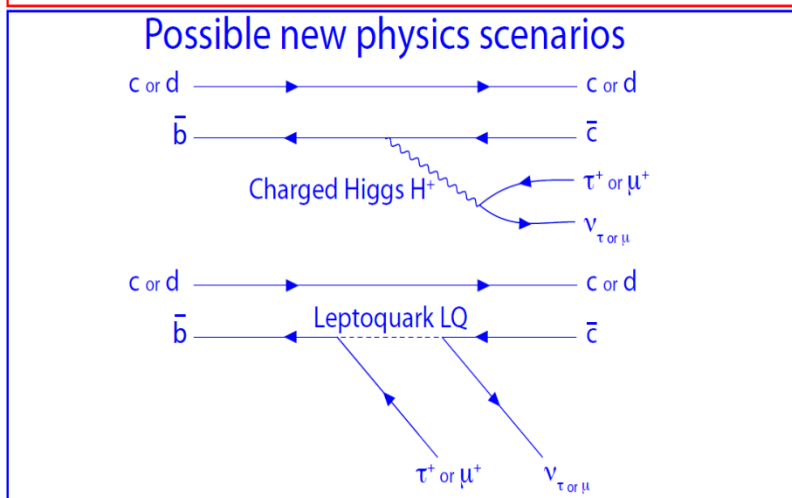 Possible new physics scenarios
c or d c or d
b̄ c̄
Charged Higgs H⁺ τ⁺ or μ⁺
ν τ or μ
c or d c or d
Leptoquark LQ
b̄ c̄
τ⁺ or μ⁺ ν τ or μ